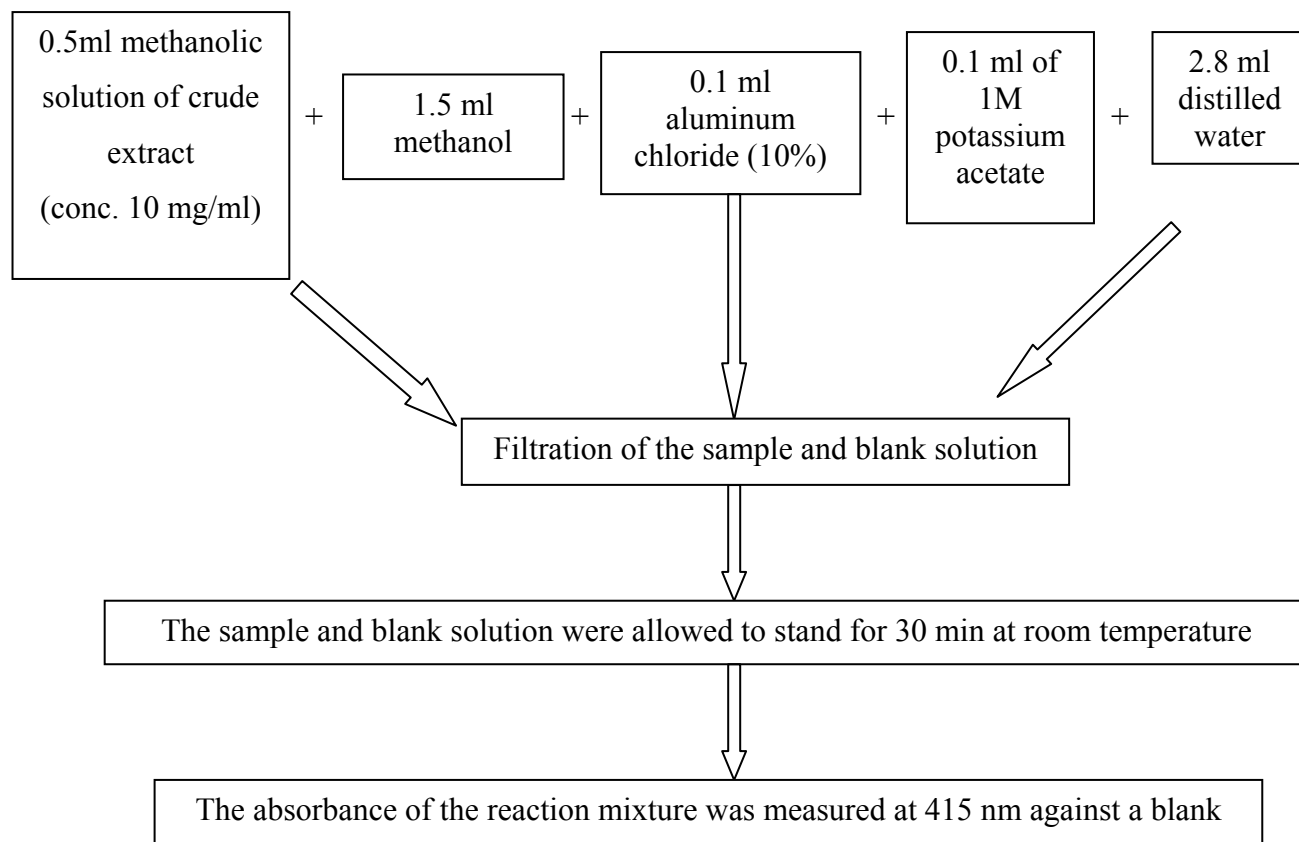 0.5ml methanolic
solution of crude
extract
(conc. 10 mg/ml)
+
1.5 ml
methanol
+
0.1 ml
aluminum
chloride (10%)
+
0.1 ml of
1M
potassium
acetate
+
2.8 ml
distilled
water
Filtration of the sample and blank solution
The sample and blank solution were allowed to stand for 30 min at room temperature
The absorbance of the reaction mixture was measured at 415 nm against a blank